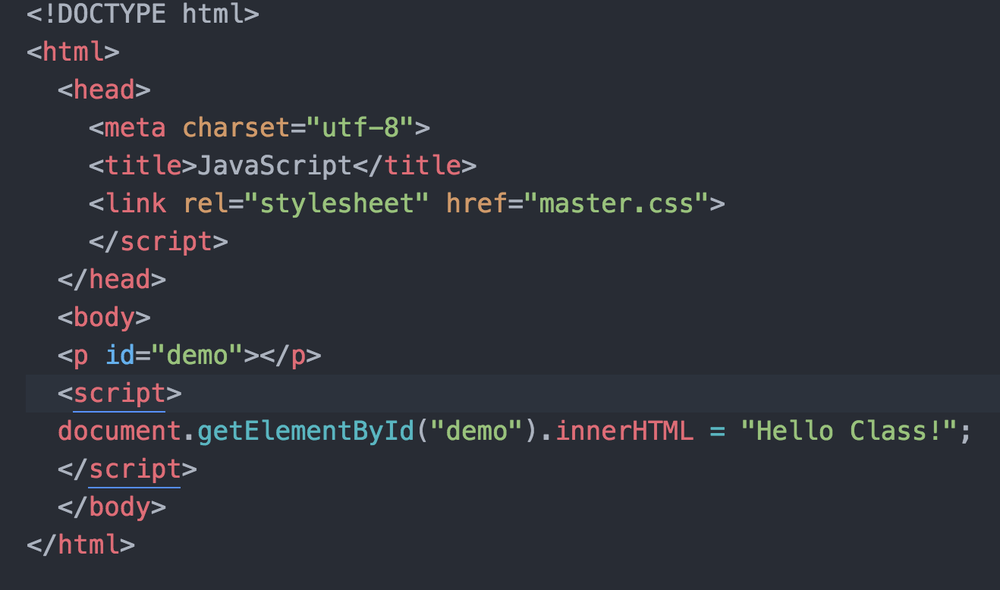 <!DOCTYPE html>
<html>
<head>
<meta charset="utf-8">
<title>JavaScript</title>
<link rel="stylesheet" href="master.css">
</script>
</head>
<body>
<p id="demo"></p>
<script>
document.getElementById("demo").innerHTML = "Hello Class!";
</script>
</body>
</html>